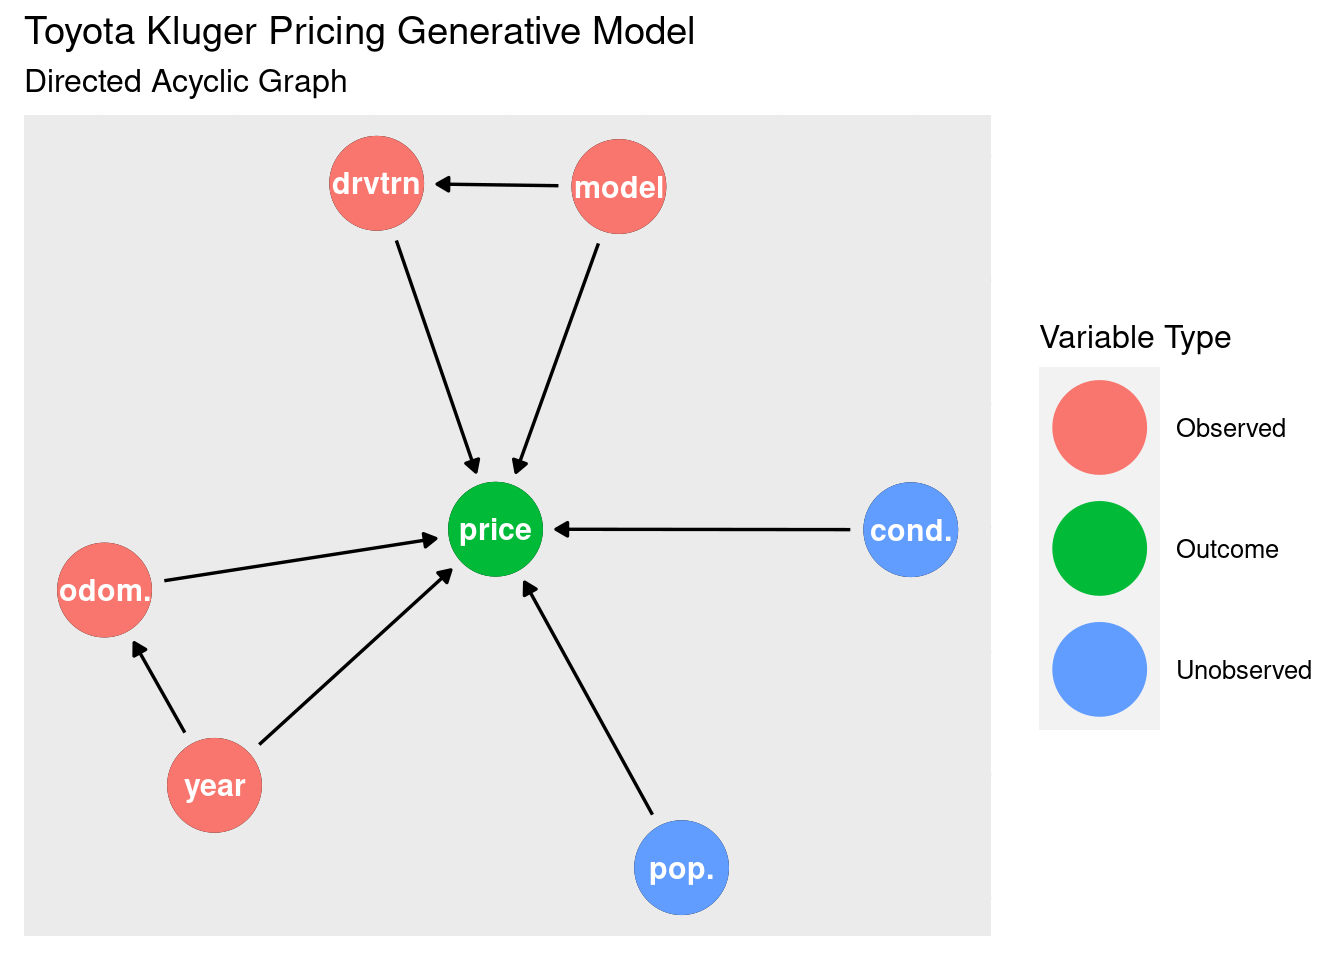 Toyota Kluger Pricing Generative Model
Directed Acyclic Graph
drvtrn
model
price
cond.
odom.
year
pop.
Variable Type
Observed
Outcome
Unobserved